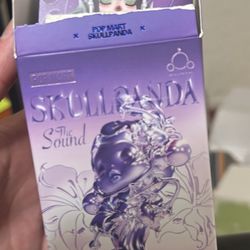 POP MART
× SKULLPANDA ×
SKULLPANDA
The
Sound